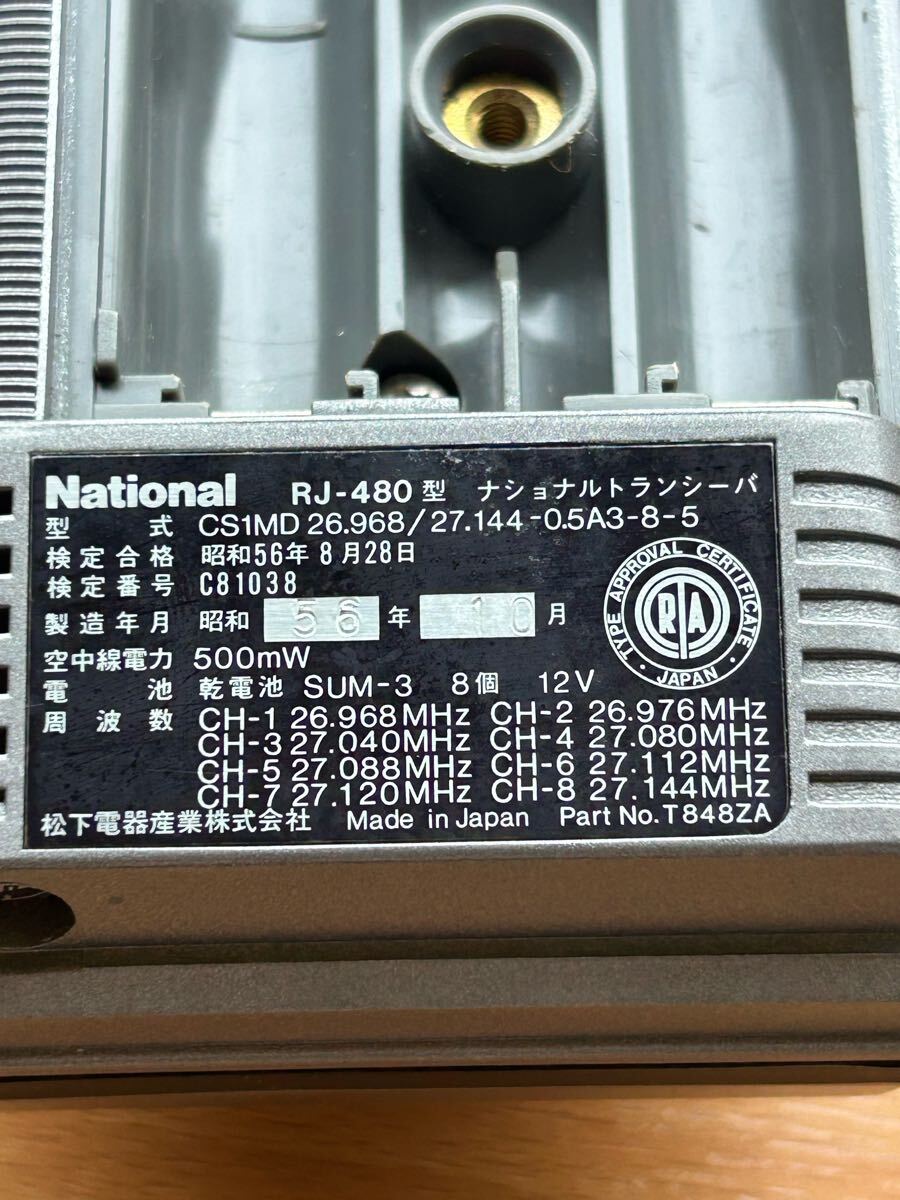 National RJ-480型 ナショナルトランシーバ
型式 CS1MD 26.968/27.144-0.5A3-8-5
検定合格 昭和56年8月28日
検定番号 C81038
製造年月 昭和 56 年 10 月
空中線電力 500mW
電池 乾電池 SUM-3 8個 12V
周波数 CH-1 26.968MHz CH-2 26.976MHz
CH-3 27.040MHz CH-4 27.080MHz
CH-5 27.088MHz CH-6 27.112MHz
CH-7 27.120MHz CH-8 27.144MHz
松下電器産業株式会社 Made in Japan Part No.T848ZA
TYPE APPROVAL CERTIFICATE
RTA
JAPAN